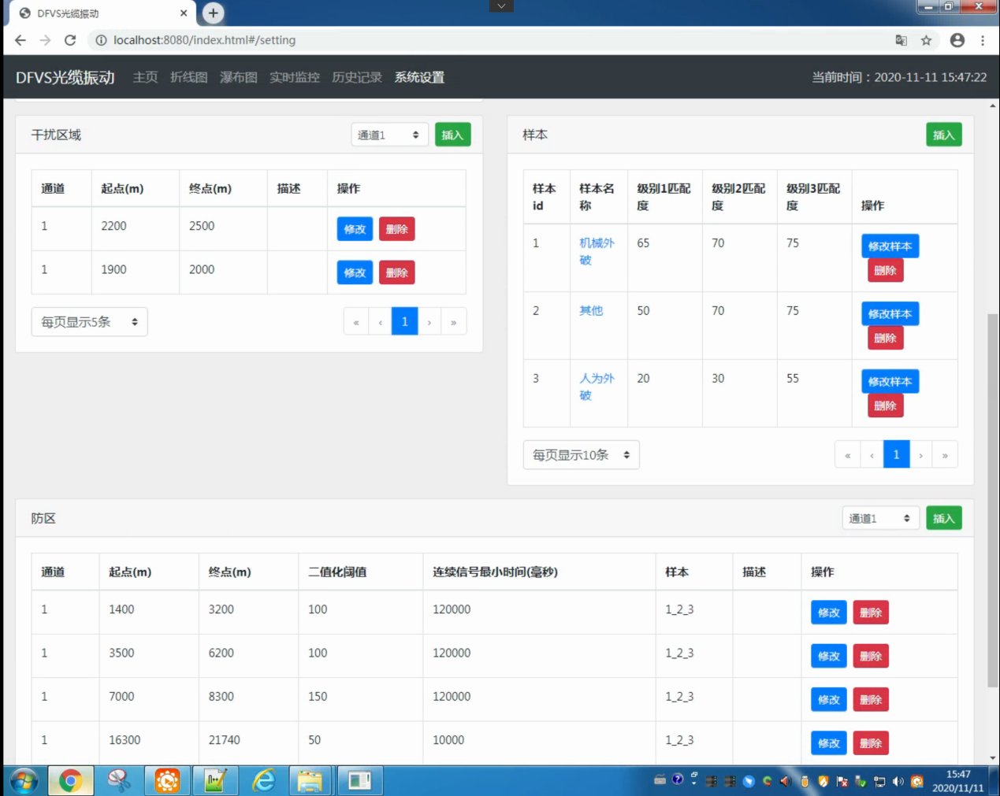 DFVS光缆振动
localhost:8080/index.html#/setting
DFVS光缆振动 主页 折线图 瀑布图 实时监控 历史记录 系统设置 当前时间：2020-11-11 15:47:22
干扰区域 通道1 插入
通道 起点(m) 终点(m) 描述 操作
1 2200 2500 修改 删除
1 1900 2000 修改 删除
每页显示5条 « ‹ 1 › »
样本 插入
样本id 样本名称 级别1匹配度 级别2匹配度 级别3匹配度 操作
1 机械外破 65 70 75 修改样本 删除
2 其他 50 70 75 修改样本 删除
3 人为外破 20 30 55 修改样本 删除
每页显示10条 « ‹ 1 › »
防区 通道1 插入
通道 起点(m) 终点(m) 二值化阈值 连续信号最小时间(毫秒) 样本 描述 操作
1 1400 3200 100 120000 1_2_3 修改 删除
1 3500 6200 100 120000 1_2_3 修改 删除
1 7000 8300 150 120000 1_2_3 修改 删除
1 16300 21740 50 10000 1_2_3 修改 删除
15:47
2020/11/11